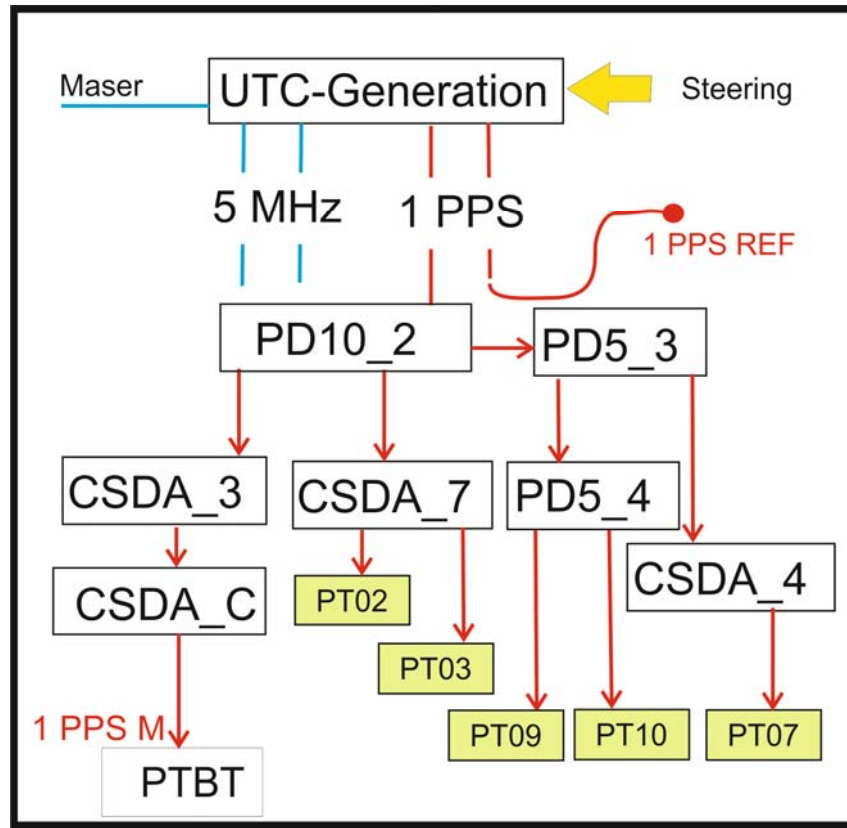 Maser
UTC-Generation
Steering
5 MHz
1 PPS
1 PPS REF
PD10_2
PD5_3
CSDA_3
CSDA_7
PD5_4
CSDA_C
PT02
CSDA_4
PT03
1 PPS M
PT09
PT10
PT07
PTBT